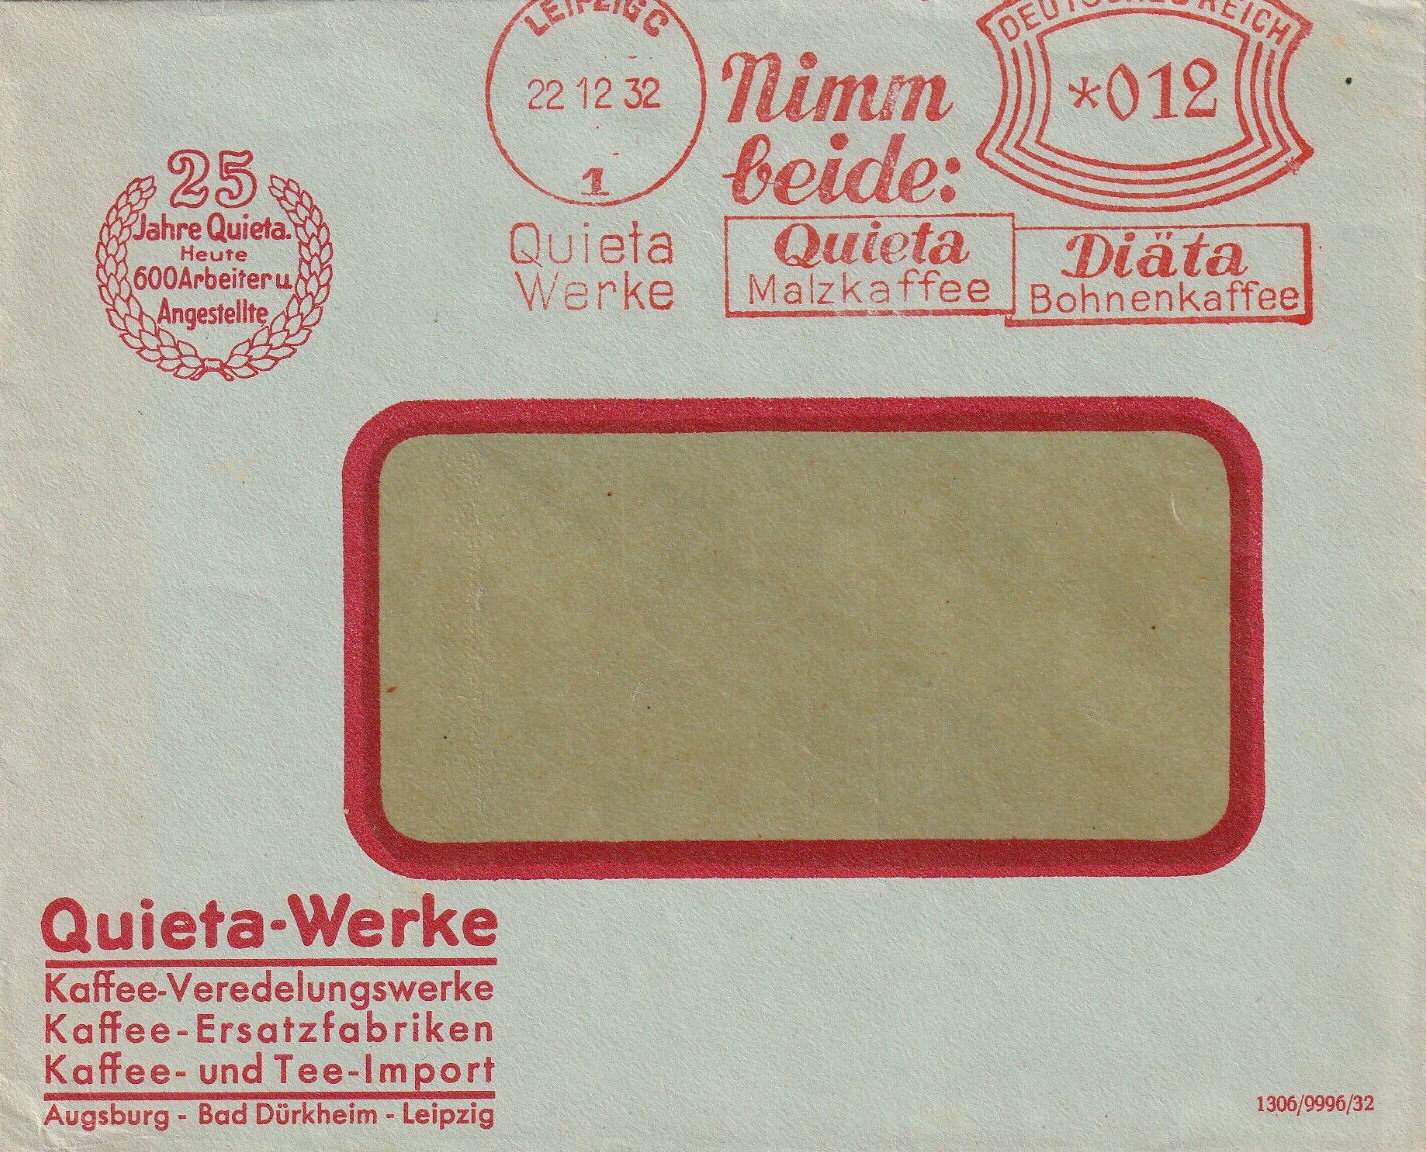 LEIPZIG C
22 12 32
1
Quieta
Werke
Nimm
beide:
Quieta
Malzkaffee
Diäta
Bohnenkaffee
DEUTSCHES REICH
*012
25
Jahre Quieta.
Heute
600 Arbeiter u.
Angestellte
Quieta-Werke
Kaffee-Veredelungswerke
Kaffee-Ersatzfabriken
Kaffee- und Tee-Import
Augsburg - Bad Dürkheim - Leipzig
1306/9996/32